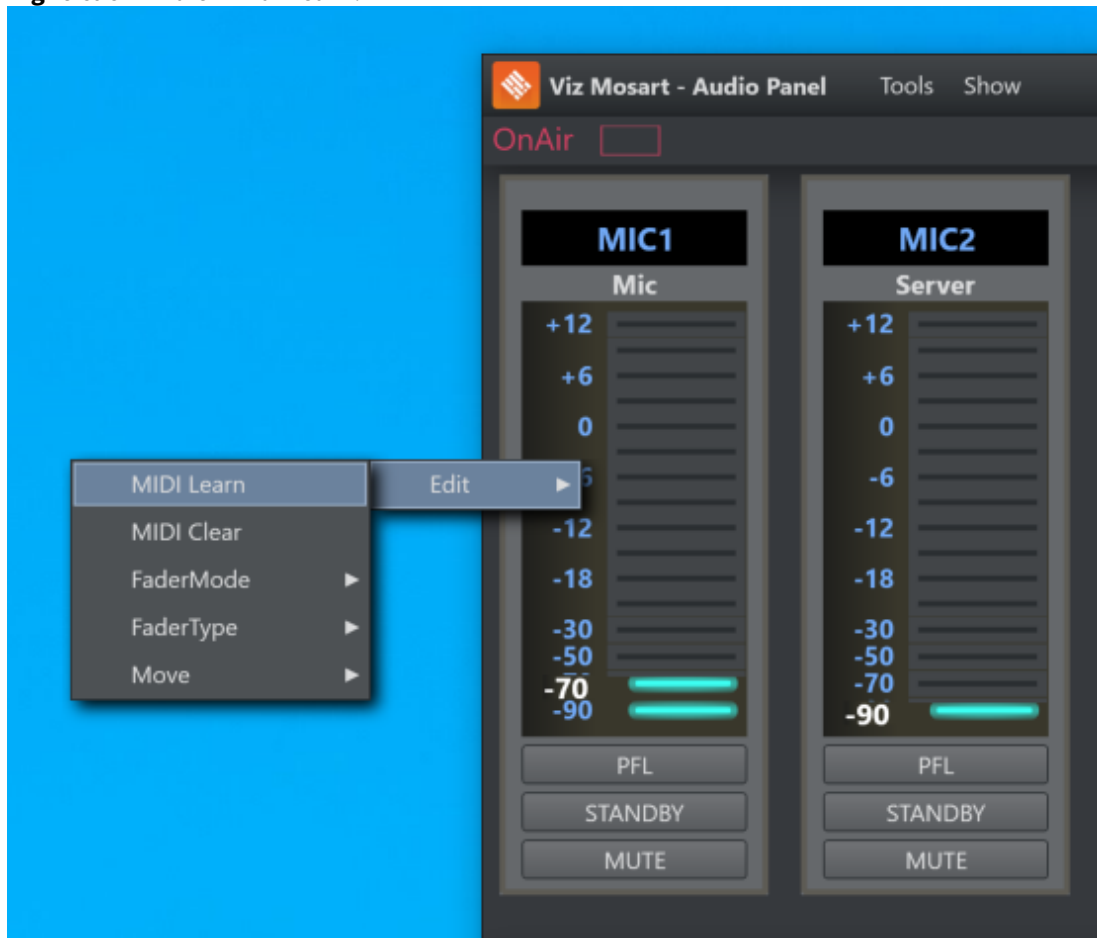 Viz Mosart - Audio Panel Tools Show
OnAir
MIC1
Mic
+12
+6
0
-12
-18
-30
-50
-70
-90
PFL
STANDBY
MUTE
MIC2
Server
+12
+6
0
-6
-12
-18
-30
-50
-70
-90
PFL
STANDBY
MUTE
Edit
MIDI Learn
MIDI Clear
FaderMode
FaderType
Move